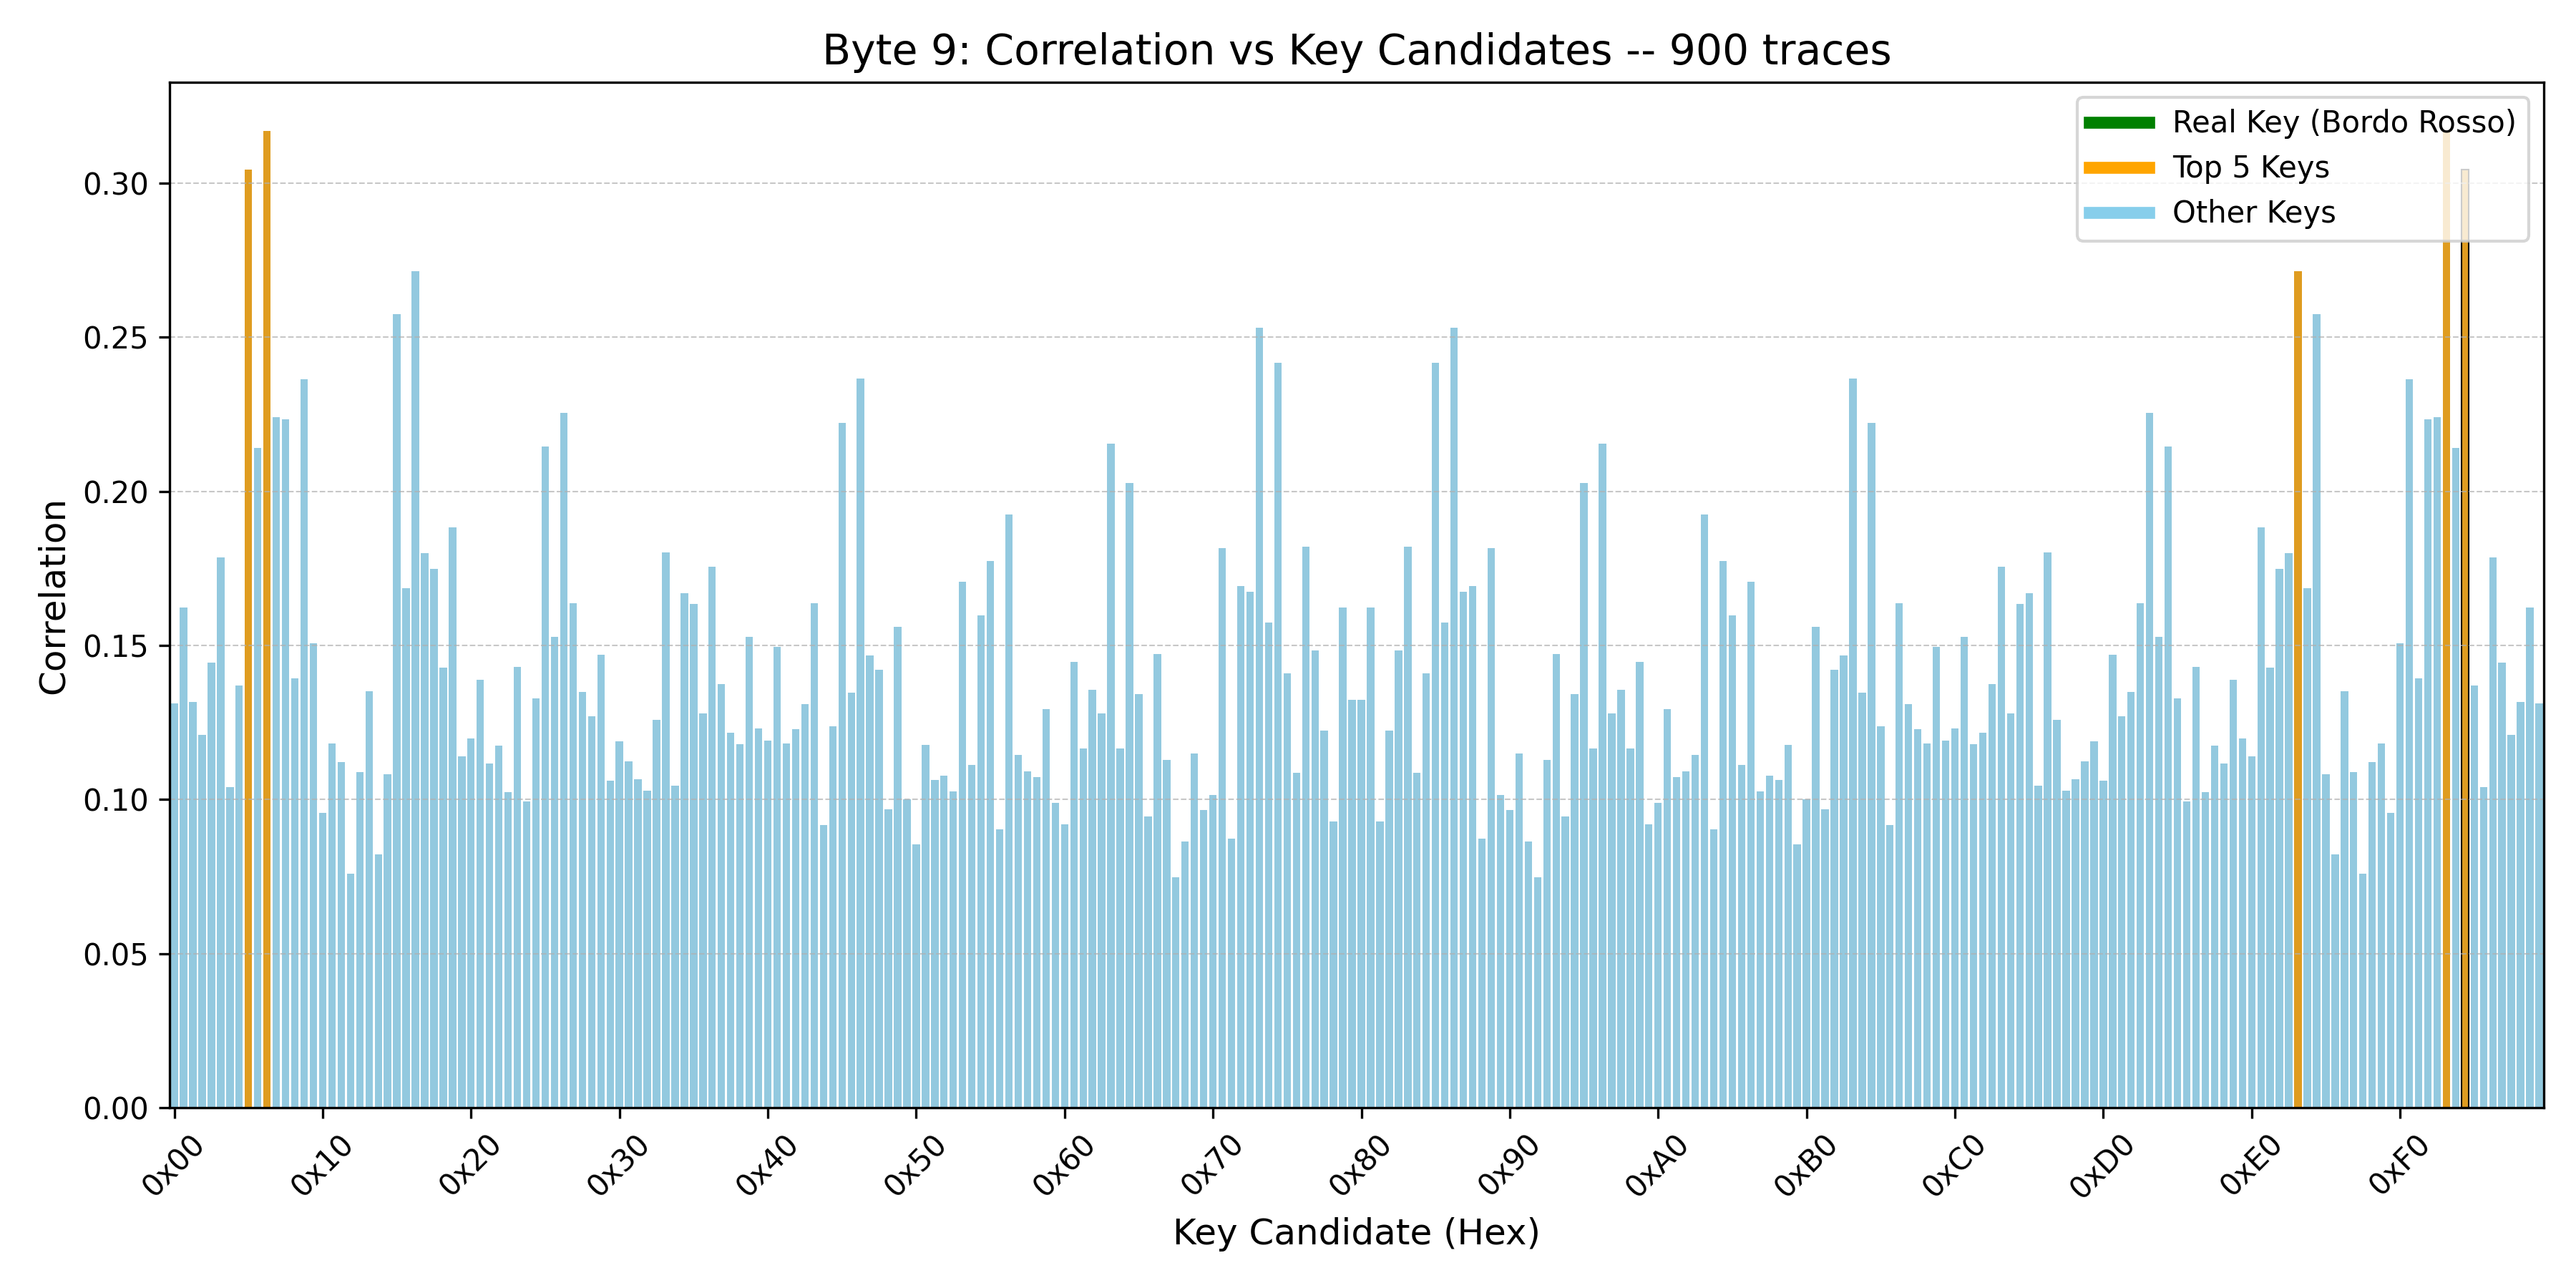 Byte 9: Correlation vs Key Candidates -- 900 traces
Real Key (Bordo Rosso)
Top 5 Keys
Other Keys
Correlation
0.30
0.25
0.20
0.15
0.10
0.05
0.00
0x00 0x10 0x20 0x30 0x40 0x50 0x60 0x70 0x80 0x90 0xA0 0xB0 0xC0 0xD0 0xE0 0xF0
Key Candidate (Hex)